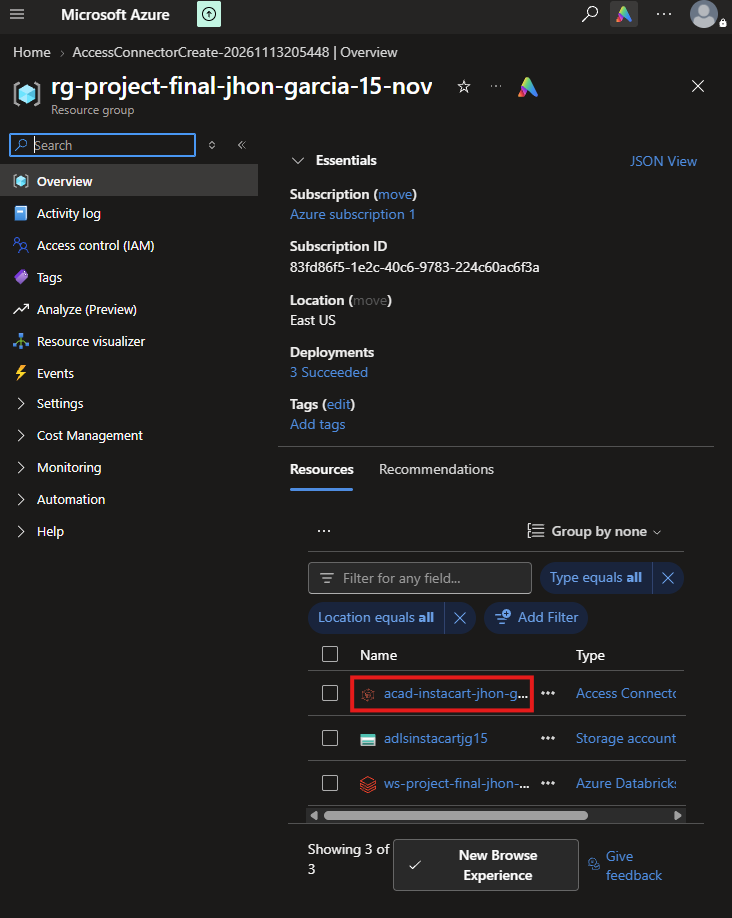 Microsoft Azure
Home > AccessConnectorCreate-20261113205448 | Overview
rg-project-final-jhon-garcia-15-nov
Resource group
Search
Overview
Activity log
Access control (IAM)
Tags
Analyze (Preview)
Resource visualizer
Events
Settings
Cost Management
Monitoring
Automation
Help
Essentials
JSON View
Subscription (move)
Azure subscription 1
Subscription ID
83fd86f5-1e2c-40c6-9783-224c60ac6f3a
Location (move)
East US
Deployments
3 Succeeded
Tags (edit)
Add tags
Resources Recommendations
Group by none
Filter for any field...
Type equals all
Location equals all
Add Filter
Name Type
acad-instacart-jhon-g... Access Connecto
adlsinstacartjg15 Storage account
ws-project-final-jhon-... Azure Databricks
Showing 3 of
3
New Browse
Experience
Give
feedback